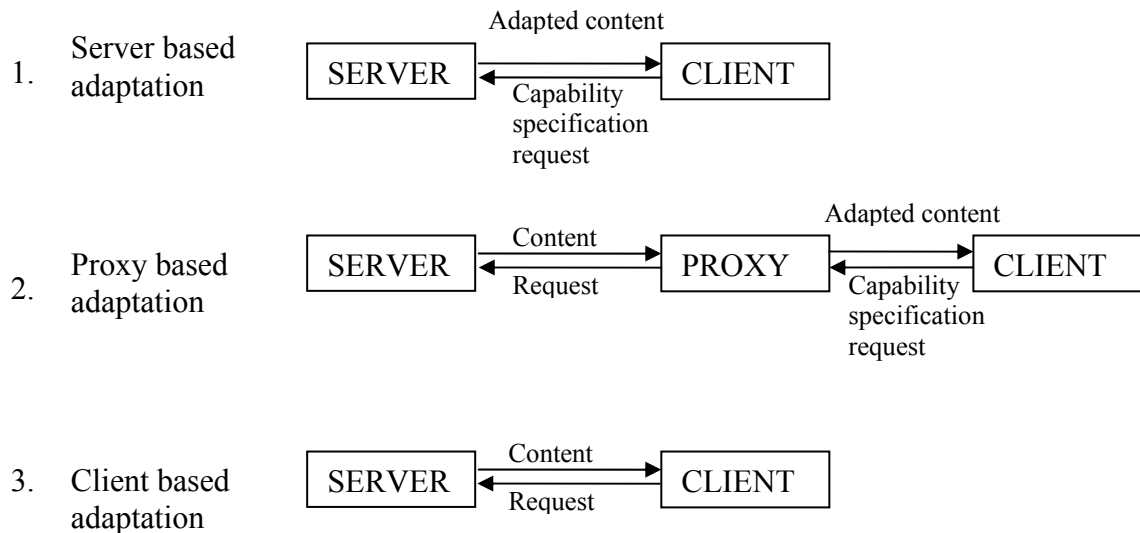 Adapted content
1.
Server based
adaptation
SERVER
CLIENT
Capability
specification
request
Adapted content
2.
Proxy based
adaptation
SERVER
Content
Request
PROXY
CLIENT
Capability
specification
request
3.
Client based
adaptation
SERVER
Content
Request
CLIENT